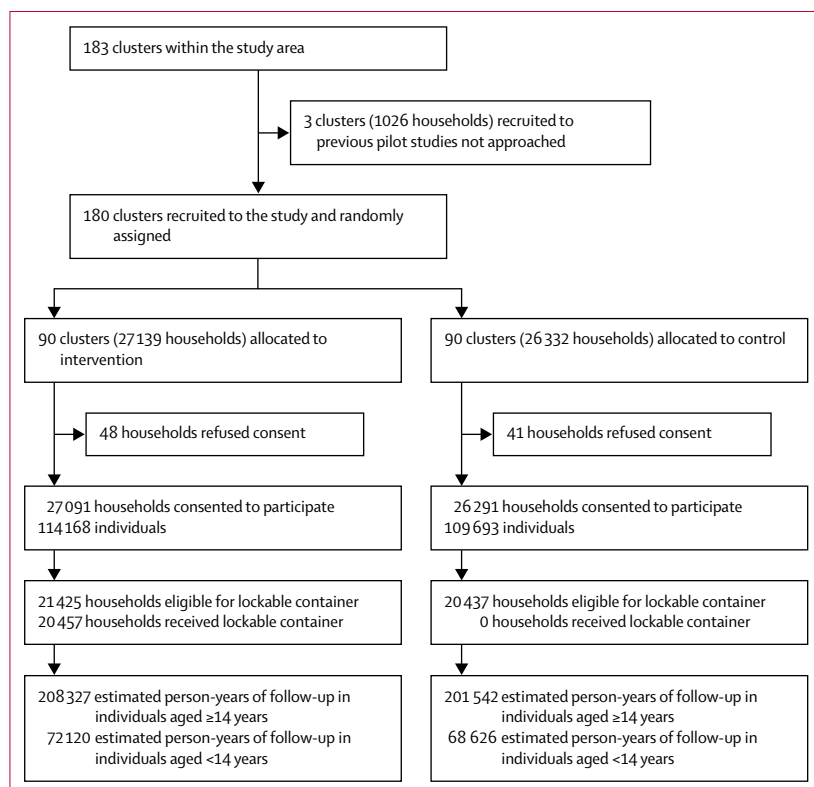 183 clusters within the study area
3 clusters (1026 households) recruited to
previous pilot studies not approached
180 clusters recruited to the study and randomly
assigned
90 clusters (27 139 households) allocated to
intervention
90 clusters (26 332 households) allocated to control
48 households refused consent
41 households refused consent
27 091 households consented to participate
114 168 individuals
26 291 households consented to participate
109 693 individuals
21 425 households eligible for lockable container
20 457 households received lockable container
20 437 households eligible for lockable container
0 households received lockable container
208 327 estimated person-years of follow-up in
individuals aged ≥14 years
72 120 estimated person-years of follow-up in
individuals aged <14 years
201 542 estimated person-years of follow-up in
individuals aged ≥14 years
68 626 estimated person-years of follow-up in
individuals aged <14 years